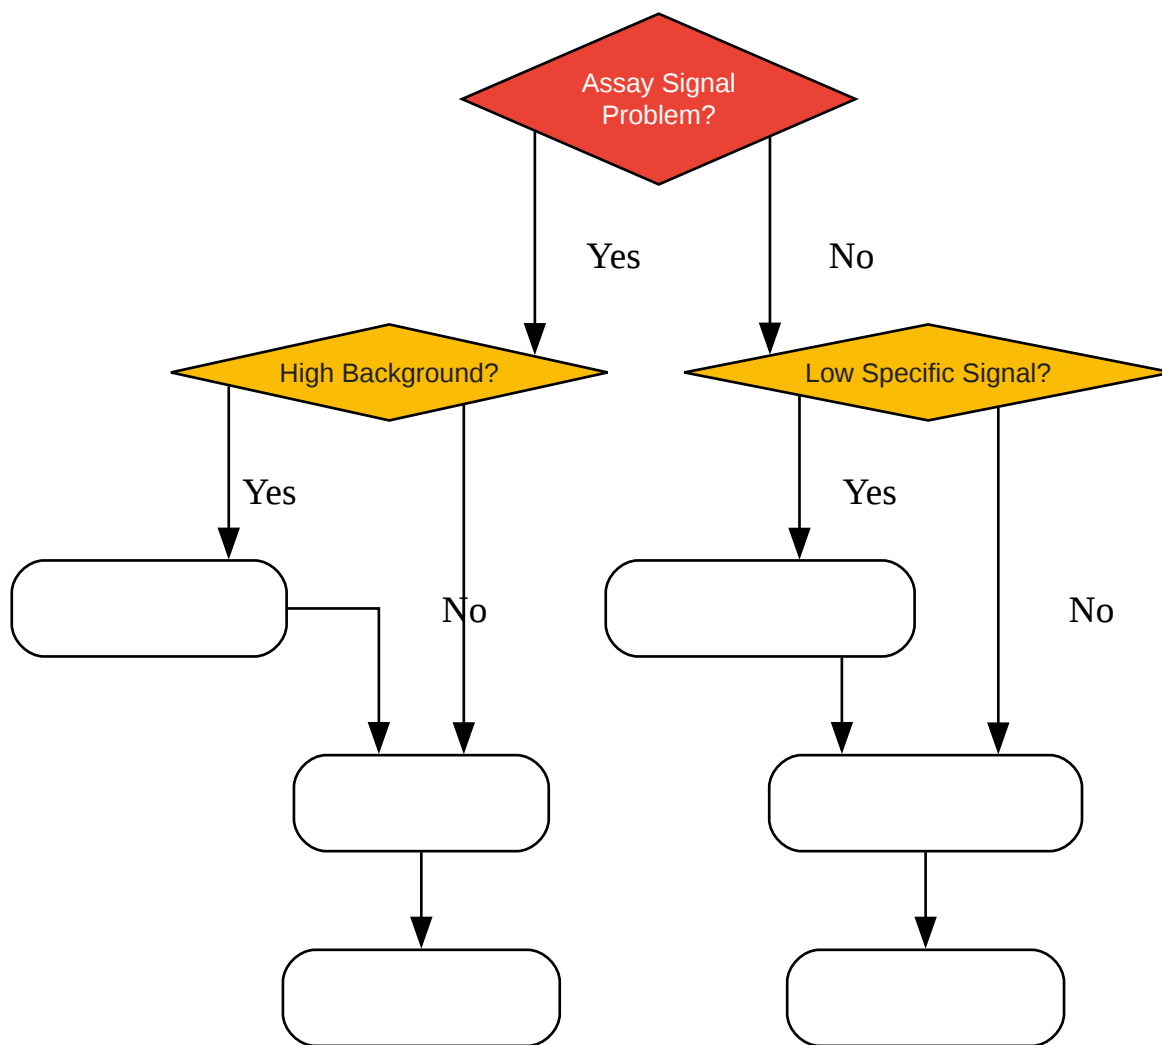 Assay Signal
Problem?
Yes
No
High Background?
Low Specific Signal?
Yes
Yes
No
No